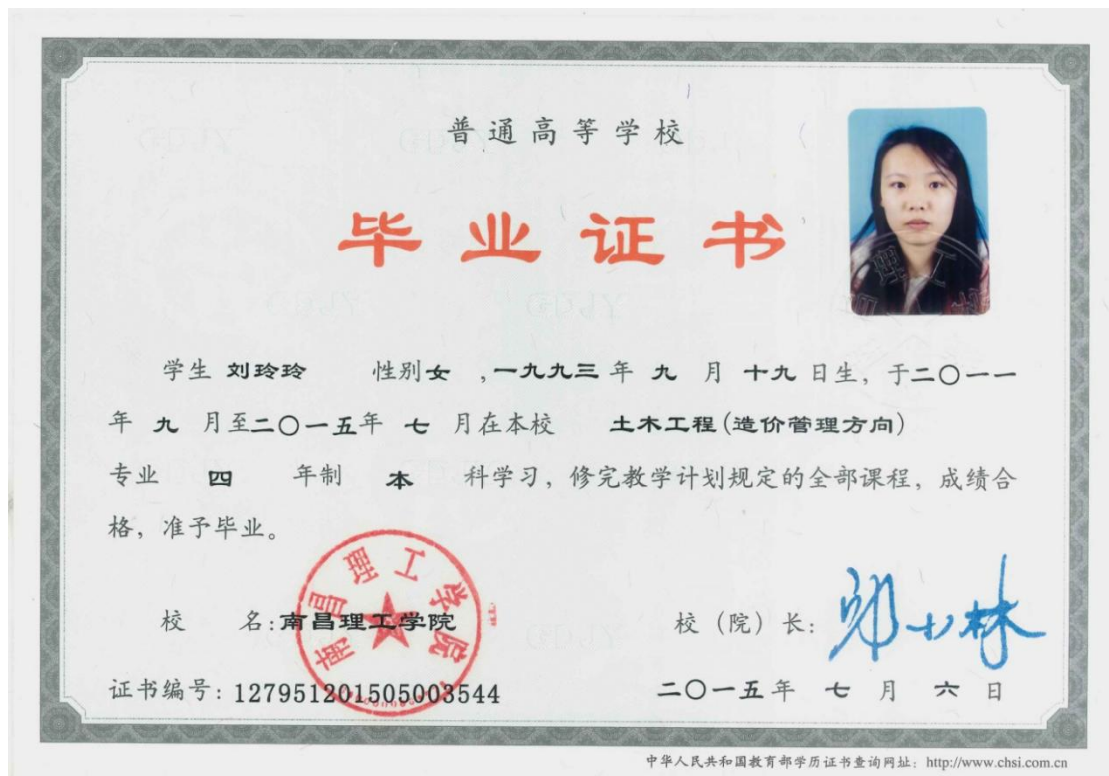 普通高等学校
毕业证书
学生 刘玲玲 性别女 ,一九九三 年 九 月 十九 日生，于二〇一一
年 九 月至二〇一五年 七 月在本校 土木工程(造价管理方向)
专业 四 年制 本 科学习，修完教学计划规定的全部课程，成绩合
格，准予毕业。
南昌理工学院
校 名:南昌理工学院 校（院）长:
证书编号: 127951201505003544 二〇一五年 七 月 六 日
中华人民共和国教育部学历证书查询网址: http://www.chsi.com.cn